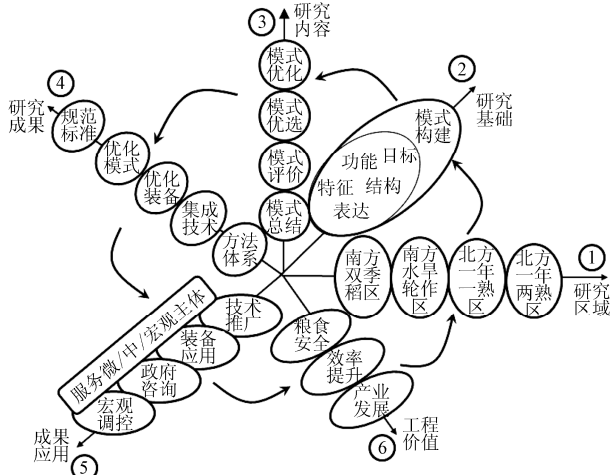 ①
研究
区域
南方
双季
稻区
南方
水旱
轮作
区
北方
一年
一熟
区
北方
一年
两熟
区
②
研究
基础
模式
构建
功能
目标
特征
结构
表达
③
研究
内容
模式
优化
模式
优选
模式
评价
模式
总结
④
研究
成果
规范
标准
优化
模式
优化
装备
集成
技术
方法
体系
服务微/中/宏观主体
技术
推广
装备
应用
政府
咨询
宏观
调控
成果
应用
⑤
粮食
安全
效率
提升
产业
发展
工程
价值
⑥